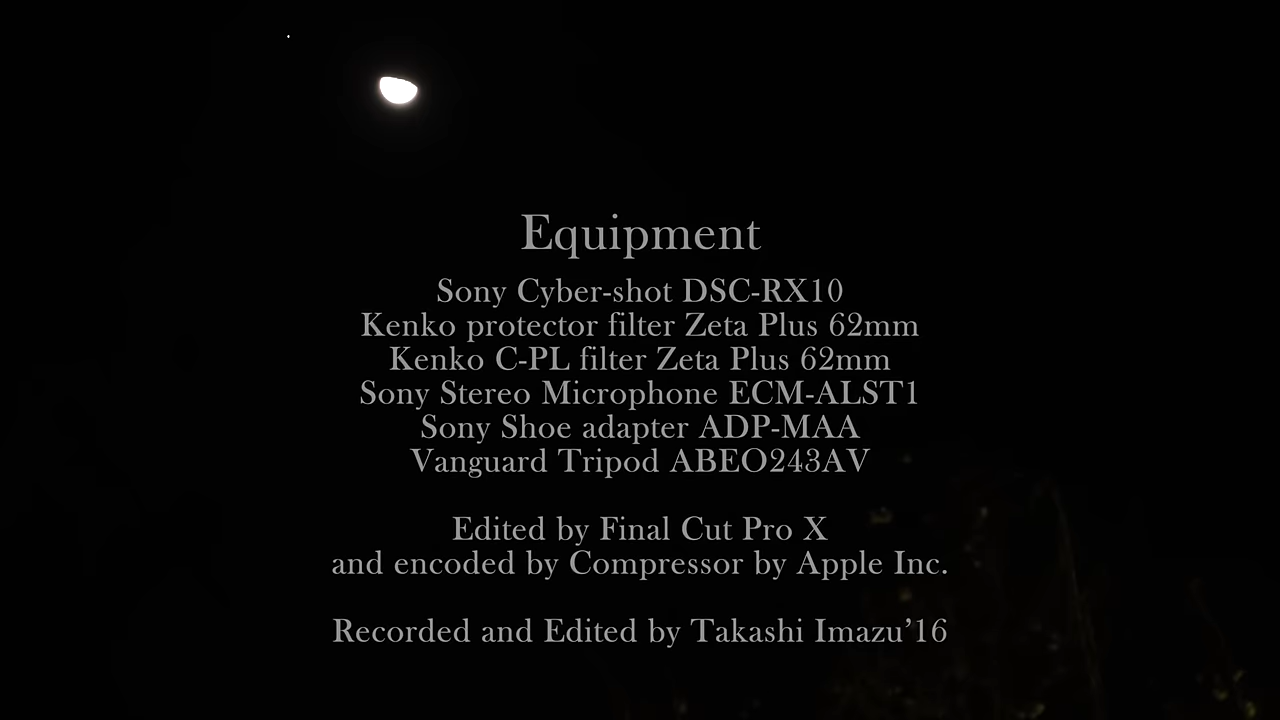 Equipment
Sony Cyber-shot DSC-RX10
Kenko protector filter Zeta Plus 62mm
Kenko C-PL filter Zeta Plus 62mm
Sony Stereo Microphone ECM-ALST1
Sony Shoe adapter ADP-MAA
Vanguard Tripod ABEO243AV
Edited by Final Cut Pro X
and encoded by Compressor by Apple Inc.
Recorded and Edited by Takashi Imazu’16